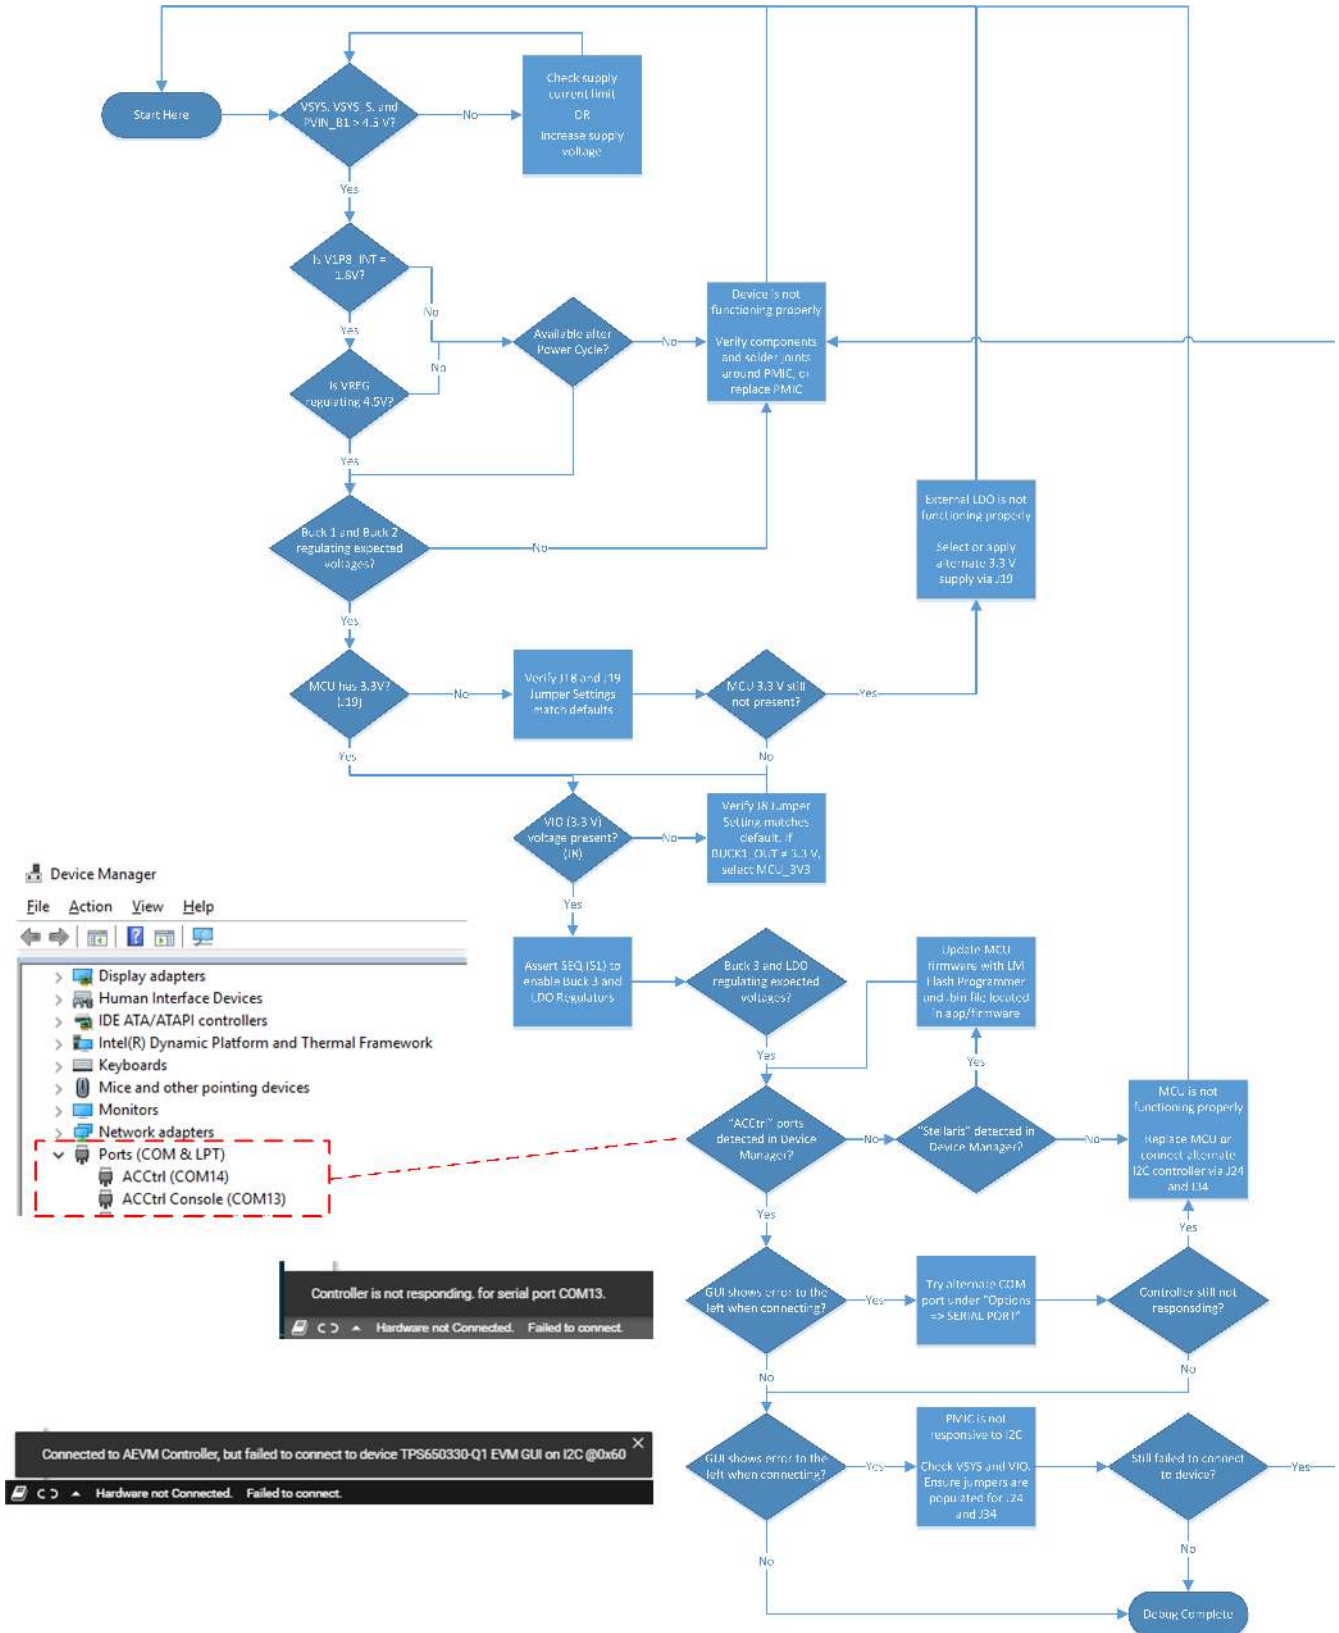 Start Here
VSYS, VSYS_S, and
PVIN_B1 > 4.5 V?
No
Check supply
current limit
OR
Increase supply
voltage
Yes
Is V1P8_INT =
1.8V?
No
Yes
Is VREG
regulating 4.5V?
No
Available after
Power Cycle?
No
Device is not
functioning properly
Verify components
and solder joints
around PMIC, or
replace PMIC
Yes
Buck 1 and Buck 2
regulating expected
voltages?
No
External LDO is not
functioning properly
Select or apply
alternate 3.3 V
supply via J19
Yes
MCU has 3.3V?
(J19)
No
Verify J18 and J19
Jumper Settings
match defaults
MCU 3.3 V still
not present?
Yes
Yes
No
VIO (3.3 V)
voltage present?
(J8)
No
Verify J8 Jumper
Setting matches
default. If
BUCK1_OUT ≠ 3.3 V,
select MCU_3V3
Yes
Assert SEQ (S1) to
enable Buck 3 and
LDO Regulators
Buck 3 and LDO
regulating expected
voltages?
Update MCU
firmware with LM
Flash Programmer
and .bin file located
in app/firmware
Yes
Yes
"ACCtrl" ports
detected in Device
Manager?
No
"Stellaris" detected in
Device Manager?
No
MCU is not
functioning properly
Replace MCU or
connect alternate
I2C controller via J24
and J34
Device Manager
File Action View Help
Display adapters
Human Interface Devices
IDE ATA/ATAPI controllers
Intel(R) Dynamic Platform and Thermal Framework
Keyboards
Mice and other pointing devices
Monitors
Network adapters
Ports (COM & LPT)
ACCtrl (COM14)
ACCtrl Console (COM13)
Yes
Yes
Controller is not responding. for serial port COM13.
Hardware not Connected. Failed to connect.
GUI shows error to the
left when connecting?
Yes
Try alternate COM
port under "Options
=> SERIAL PORT"
Controller still not
responsding?
No
No
Connected to AEVM Controller, but failed to connect to device TPS650330-Q1 EVM GUI on I2C @0x60
Hardware not Connected. Failed to connect.
GUI shows error to the
left when connecting?
Yes
PMIC is not
responsive to I2C
Check VSYS and VIO.
Ensure jumpers are
populated for J24
and J34
Still failed to connect
to device?
Yes
No
No
Debug Complete